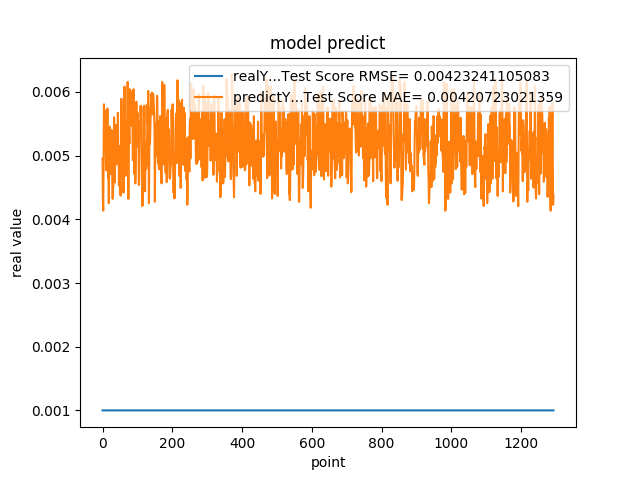 model predict
realY...Test Score RMSE= 0.00423241105083
predictY...Test Score MAE= 0.00420723021359
0.006
0.005
0.004
0.003
0.002
0.001
real value
0 200 400 600 800 1000 1200
point